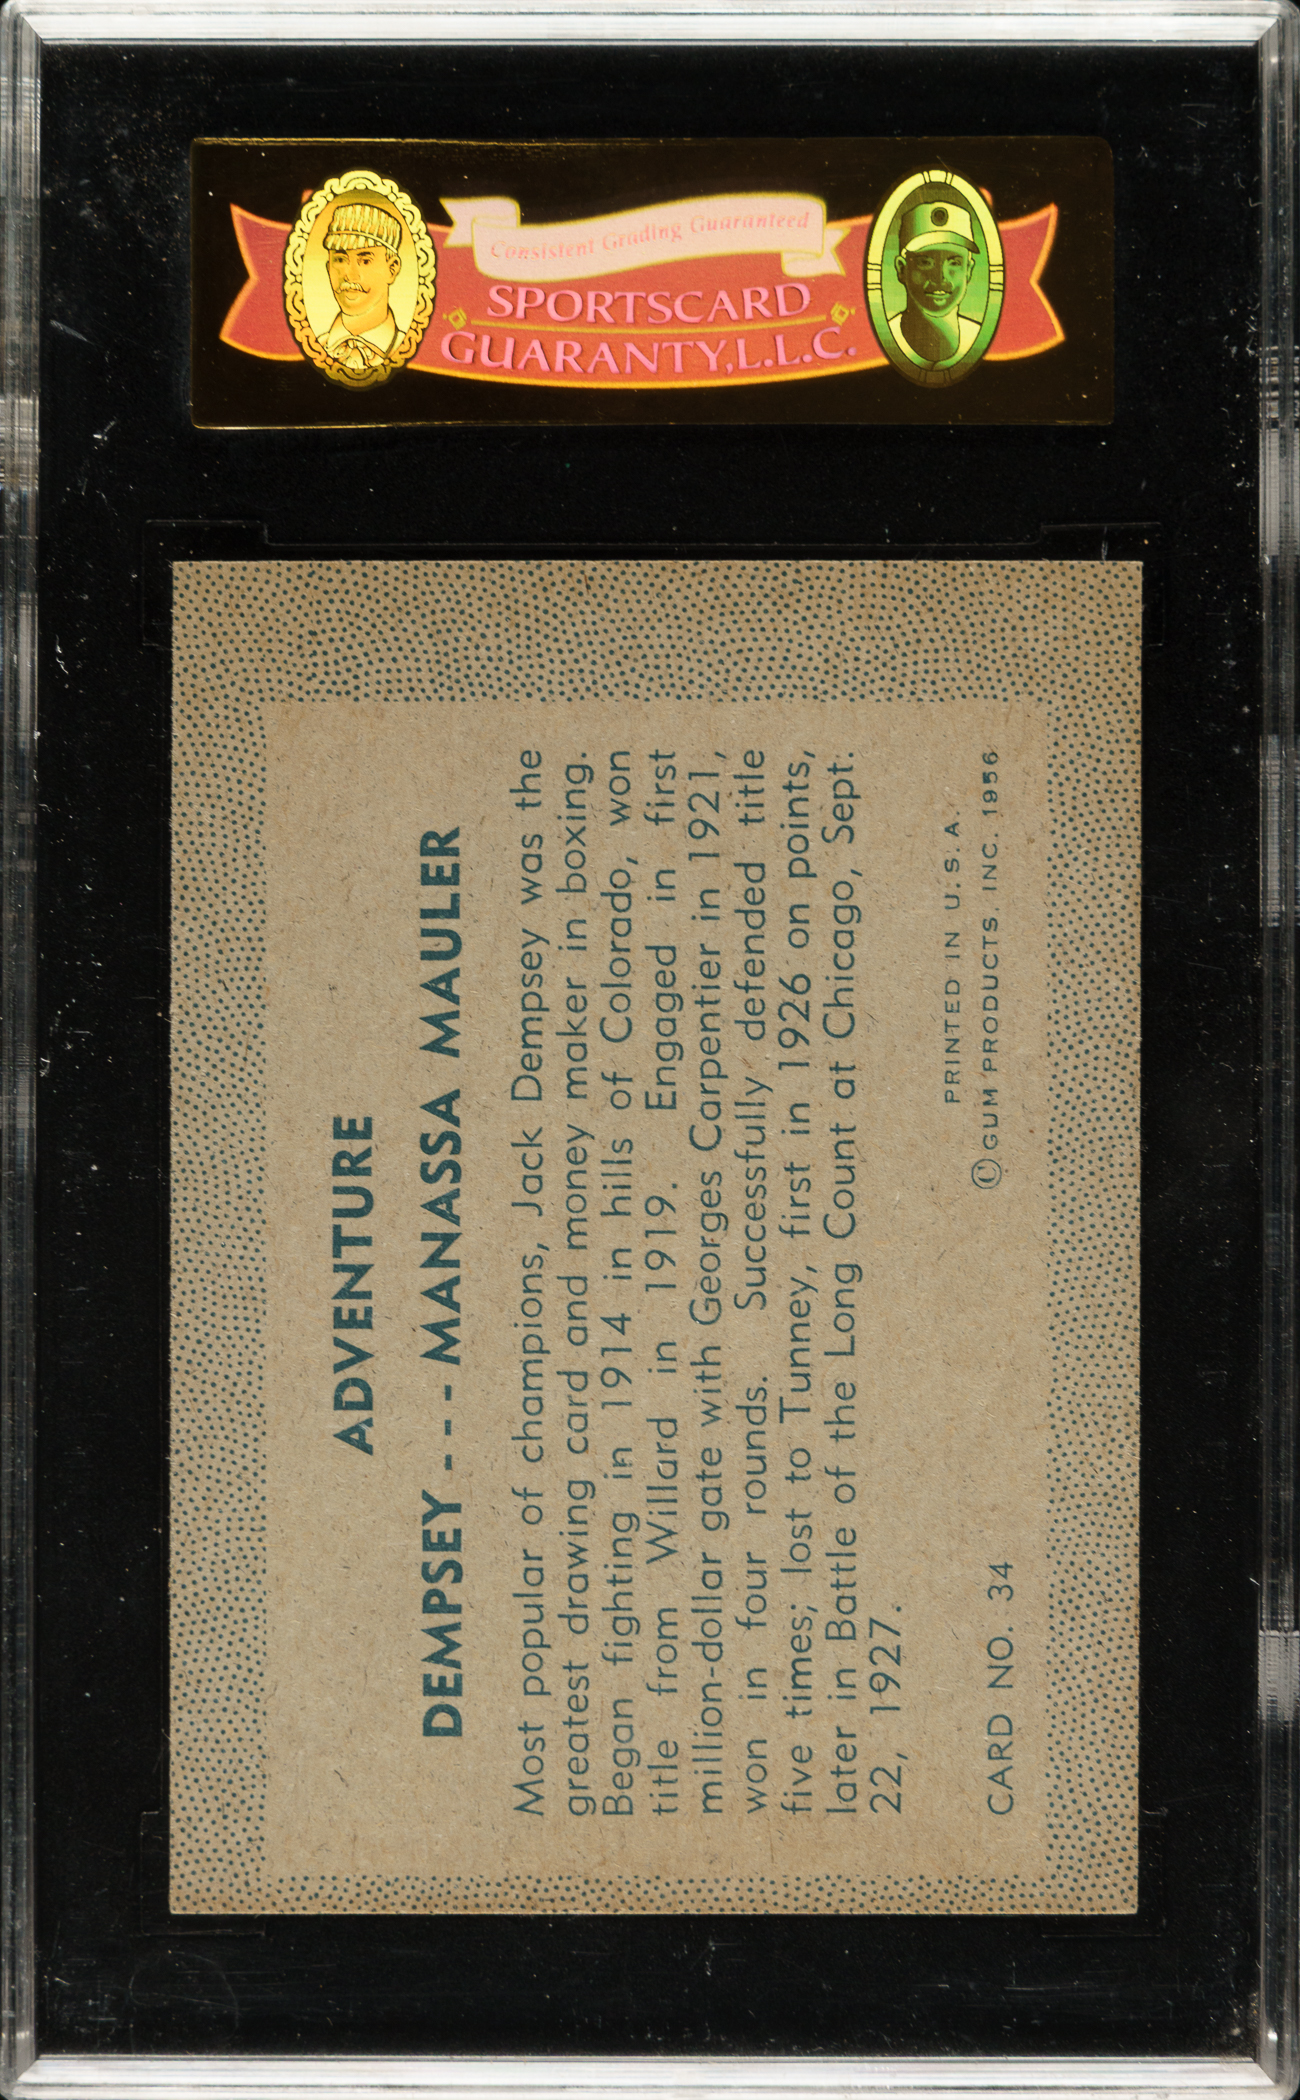 Consistent Grading Guaranteed
SPORTSCARD
GUARANTY, L.L.C.
ADVENTURE
DEMPSEY - - - MANASSA MAULER
Most popular of champions, Jack Dempsey was the
greatest drawing card and money maker in boxing.
Began fighting in 1914 in hills of Colorado, won
title from Willard in 1919. Engaged in first
million-dollar gate with Georges Carpentier in 1921,
won in four rounds. Successfully defended title
five times; lost to Tunney, first in 1926 on points,
later in Battle of the Long Count at Chicago, Sept.
22, 1927.
PRINTED IN U.S.A.
CARD NO. 34 © GUM PRODUCTS, INC. 1956